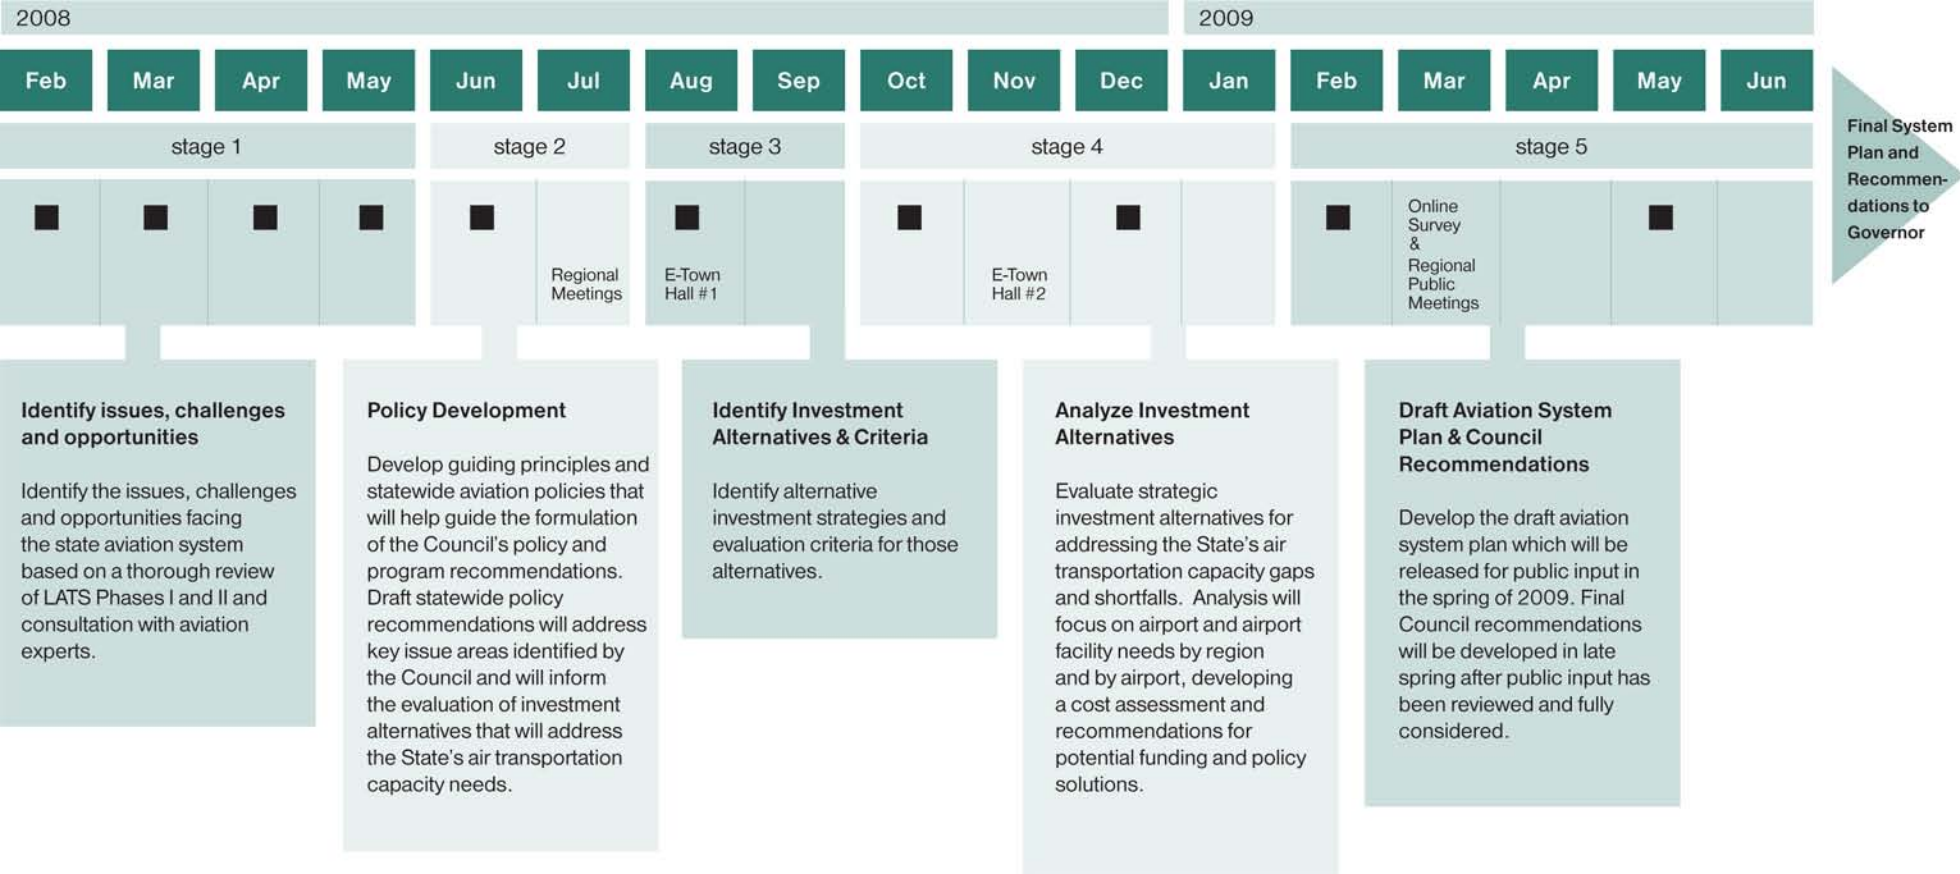 2008
2009
Feb
Mar
Apr
May
Jun
Jul
Aug
Sep
Oct
Nov
Dec
Jan
Feb
Mar
Apr
May
Jun
stage 1
stage 2
stage 3
stage 4
stage 5
Regional
Meetings
E-Town
Hall #1
E-Town
Hall #2
Online
Survey
&
Regional
Public
Meetings
Final System
Plan and
Recommen-
dations to
Governor
Identify issues, challenges
and opportunities
Identify the issues, challenges
and opportunities facing
the state aviation system
based on a thorough review
of LATS Phases I and II and
consultation with aviation
experts.
Policy Development
Develop guiding principles and
statewide aviation policies that
will help guide the formulation
of the Council's policy and
program recommendations.
Draft statewide policy
recommendations will address
key issue areas identified by
the Council and will inform
the evaluation of investment
alternatives that will address
the State's air transportation
capacity needs.
Identify Investment
Alternatives & Criteria
Identify alternative
investment strategies and
evaluation criteria for those
alternatives.
Analyze Investment
Alternatives
Evaluate strategic
investment alternatives for
addressing the State's air
transportation capacity gaps
and shortfalls. Analysis will
focus on airport and airport
facility needs by region
and by airport, developing
a cost assessment and
recommendations for
potential funding and policy
solutions.
Draft Aviation System
Plan & Council
Recommendations
Develop the draft aviation
system plan which will be
released for public input in
the spring of 2009. Final
Council recommendations
will be developed in late
spring after public input has
been reviewed and fully
considered.